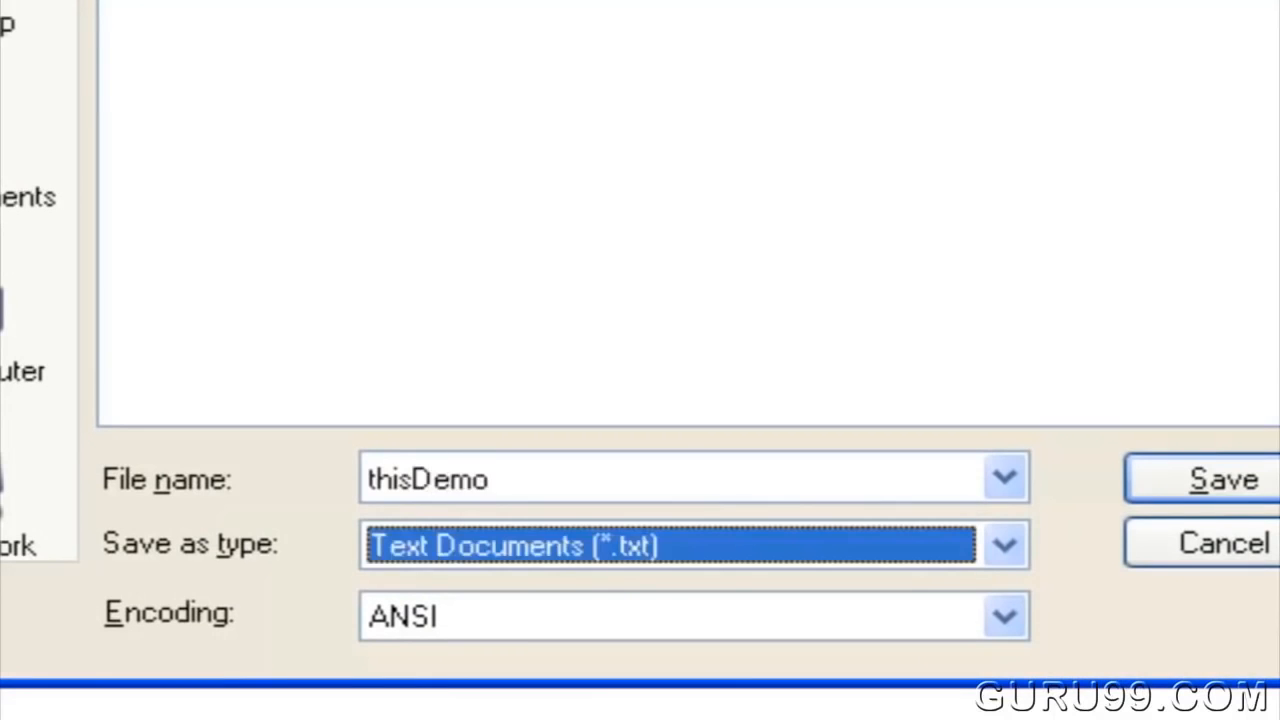 p
ents
uter
ork
File name: thisDemo Save
Save as type: Text Documents (*.txt) Cancel
Encoding: ANSI
GURU99.COM